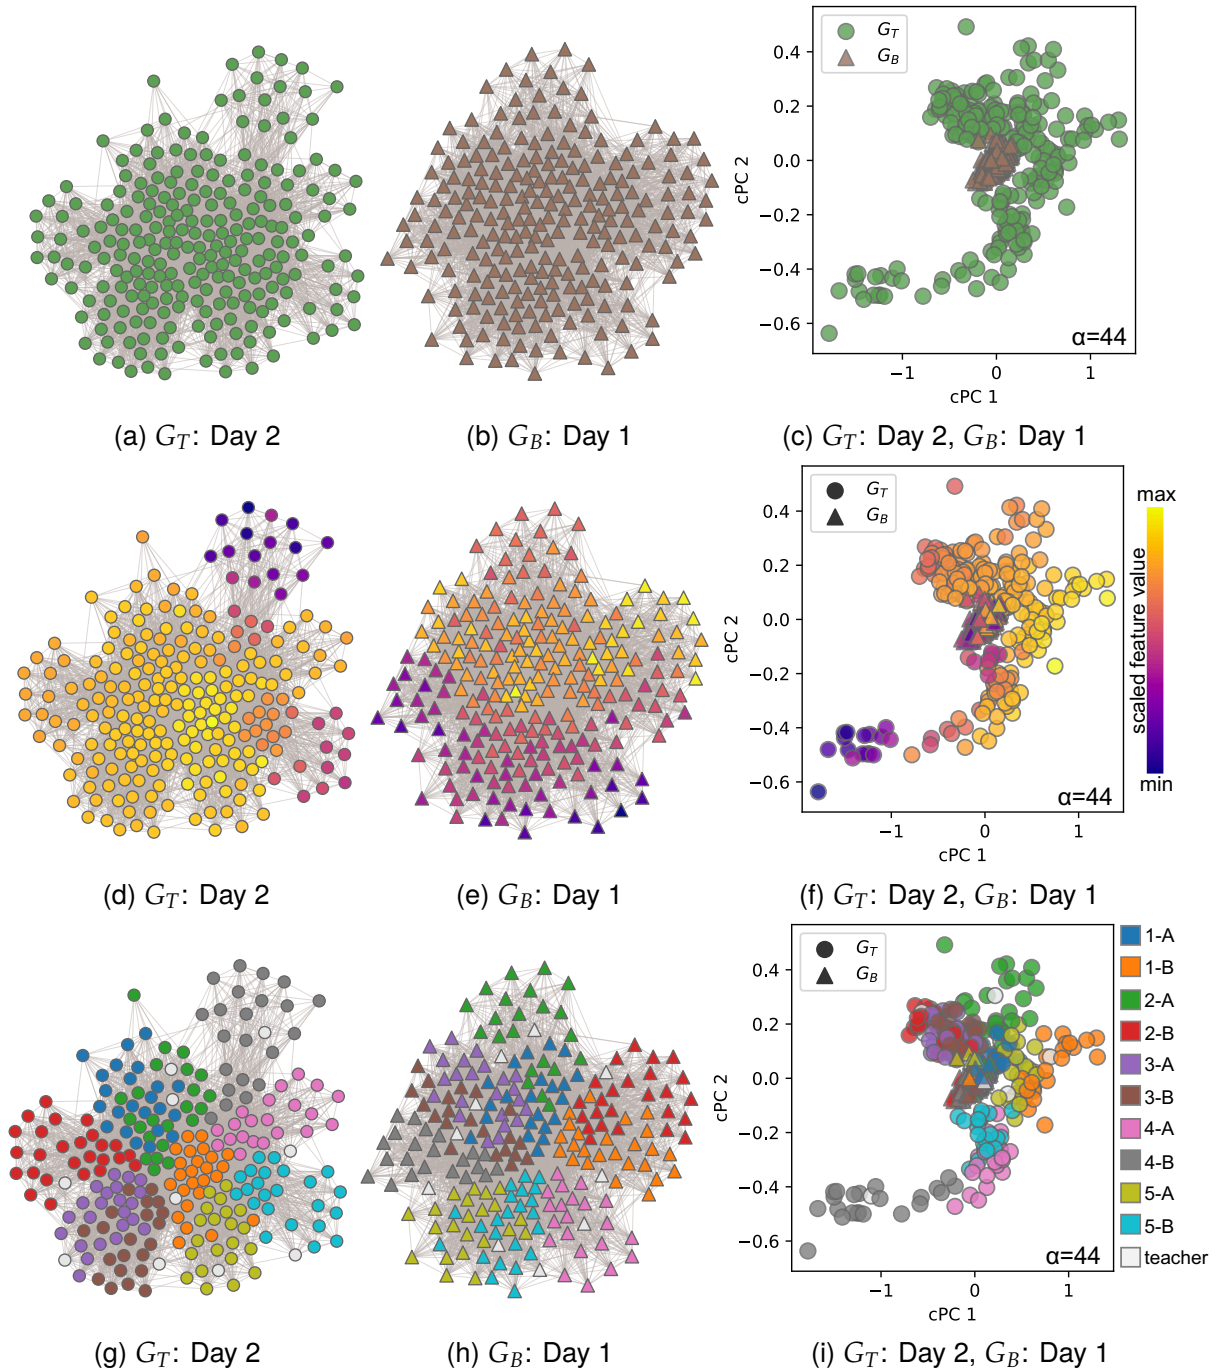 G_T
G_B
0.4
0.2
0.0
−0.2
−0.4
−0.6
cPC 2
α=44
−1
0
1
cPC 1
(a) G_T: Day 2
(b) G_B: Day 1
(c) G_T: Day 2, G_B: Day 1
G_T
G_B
0.4
0.2
0.0
−0.2
−0.4
−0.6
cPC 2
α=44
−1
0
1
cPC 1
max
scaled feature value
min
(d) G_T: Day 2
(e) G_B: Day 1
(f) G_T: Day 2, G_B: Day 1
G_T
G_B
0.4
0.2
0.0
−0.2
−0.4
−0.6
cPC 2
α=44
−1
0
1
cPC 1
1-A
1-B
2-A
2-B
3-A
3-B
4-A
4-B
5-A
5-B
teacher
(g) G_T: Day 2
(h) G_B: Day 1
(i) G_T: Day 2, G_B: Day 1